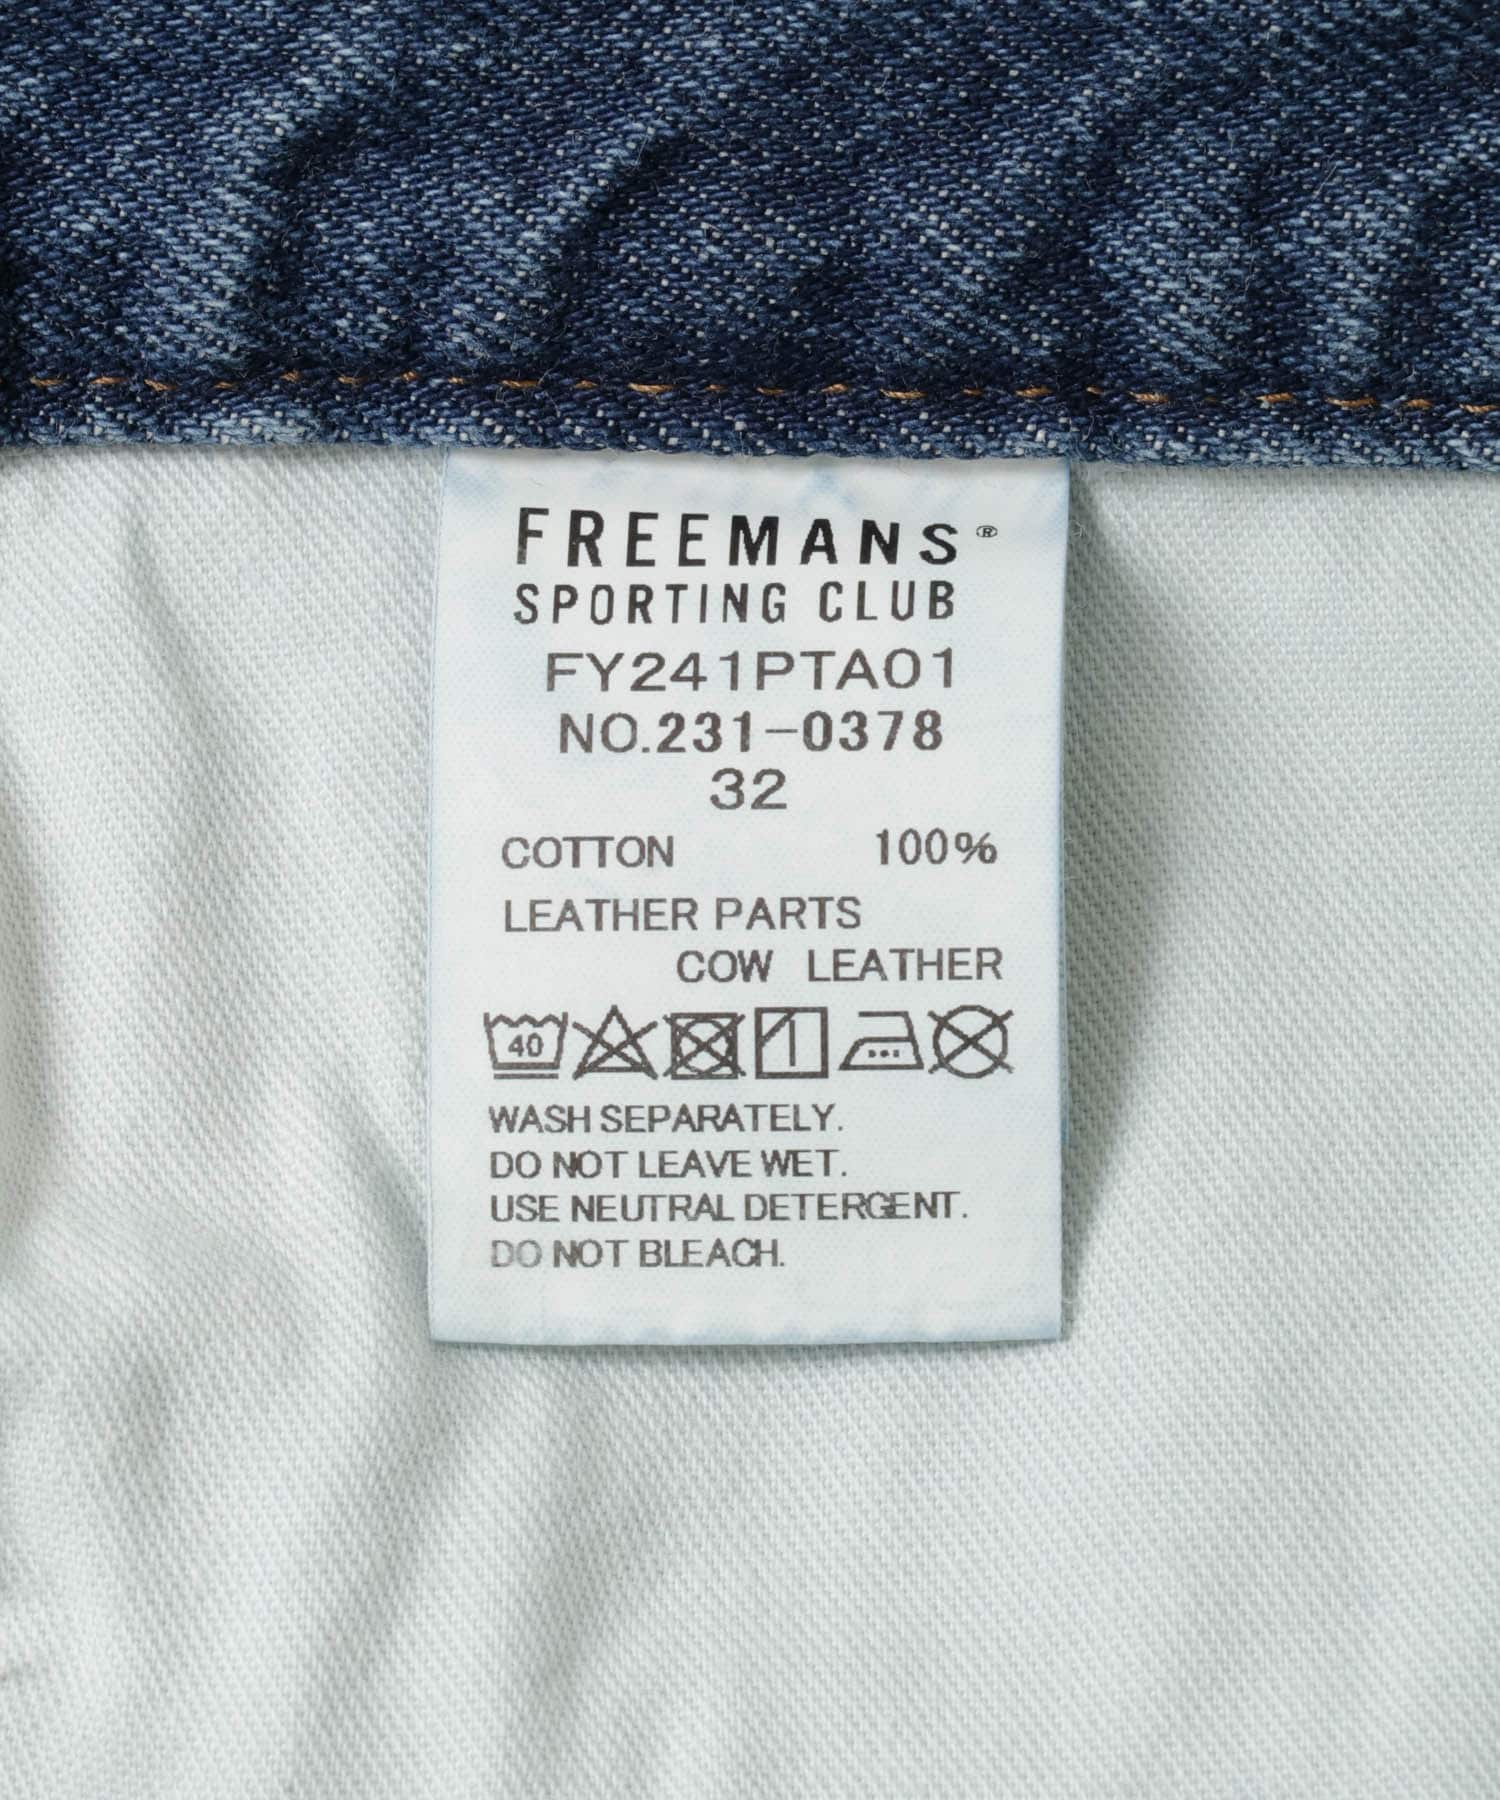 FREEMANS®
SPORTING CLUB
FY241PTA01
NO.231-0378
32
COTTON 100%
LEATHER PARTS
COW LEATHER
40
WASH SEPARATELY.
DO NOT LEAVE WET.
USE NEUTRAL DETERGENT.
DO NOT BLEACH.